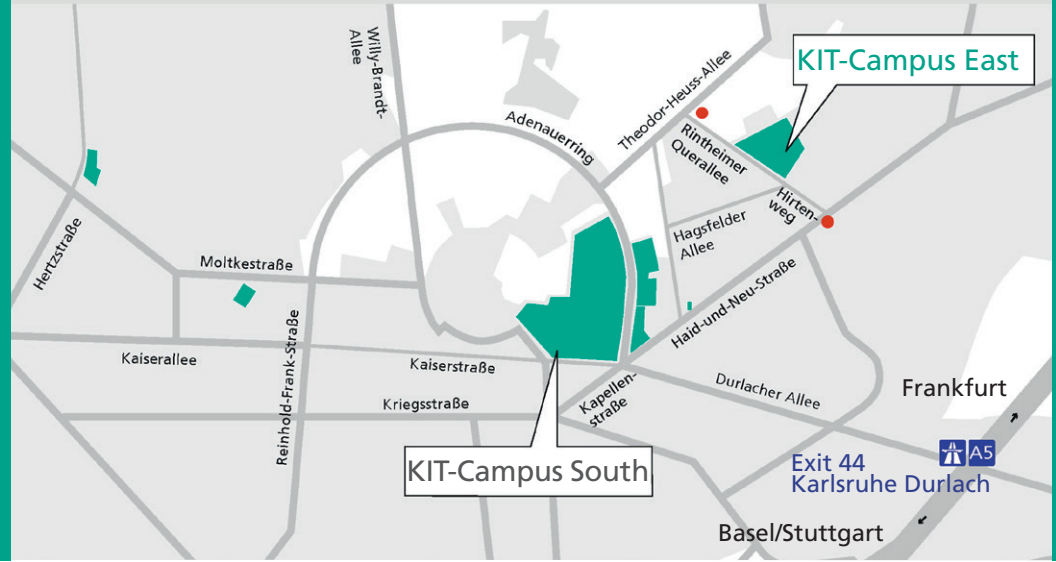 Willy-Brandt-
Allee
KIT-Campus East
Theodor-Heuss-Allee
Adenauerring
Rintheimer
Querallee
Hirten-
weg
Hagsfelder
Allee
Hertzstraße
Moltkestraße
Haid-und-Neu-Straße
Kaiserallee
Reinhold-Frank-Straße
Kaiserstraße
Kriegsstraße
Kapellen-
straße
Durlacher Allee
Frankfurt
KIT-Campus South
A5
Exit 44
Karlsruhe Durlach
Basel/Stuttgart